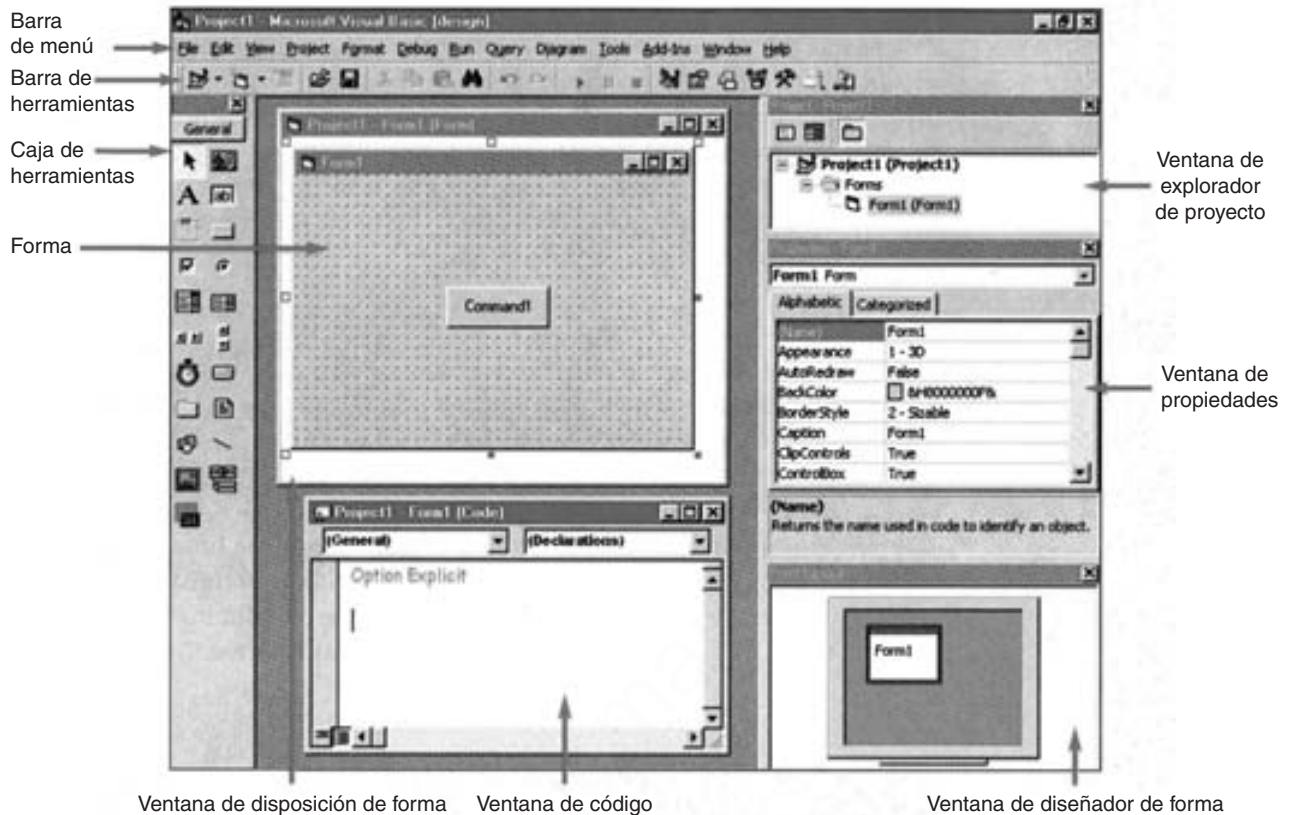 Barra
de menú
Barra de
herramientas
Caja de
herramientas
Forma
Project1 - Microsoft Visual Basic [design]
File Edit View Project Format Debug Run Query Diagram Tools Add-Ins Window Help
General
A
ab
Project1 - Form1 (Form)
Form1
Command1
Project1 - Form1 (Code)
(General)
(Declarations)
Option Explicit
Project1 (Project1)
Forms
Form1 (Form1)
Form1 Form
Alphabetic Categorized
(Name) Form1
Appearance 1 - 3D
AutoRedraw False
BackColor
BorderStyle 2 - Sizable
Caption Form1
ClipControls True
ControlBox True
(Name)
Returns the name used in code to identify an object.
Form1
Ventana de
explorador
de proyecto
Ventana de
propiedades
Ventana de disposición de forma
Ventana de código
Ventana de diseñador de forma